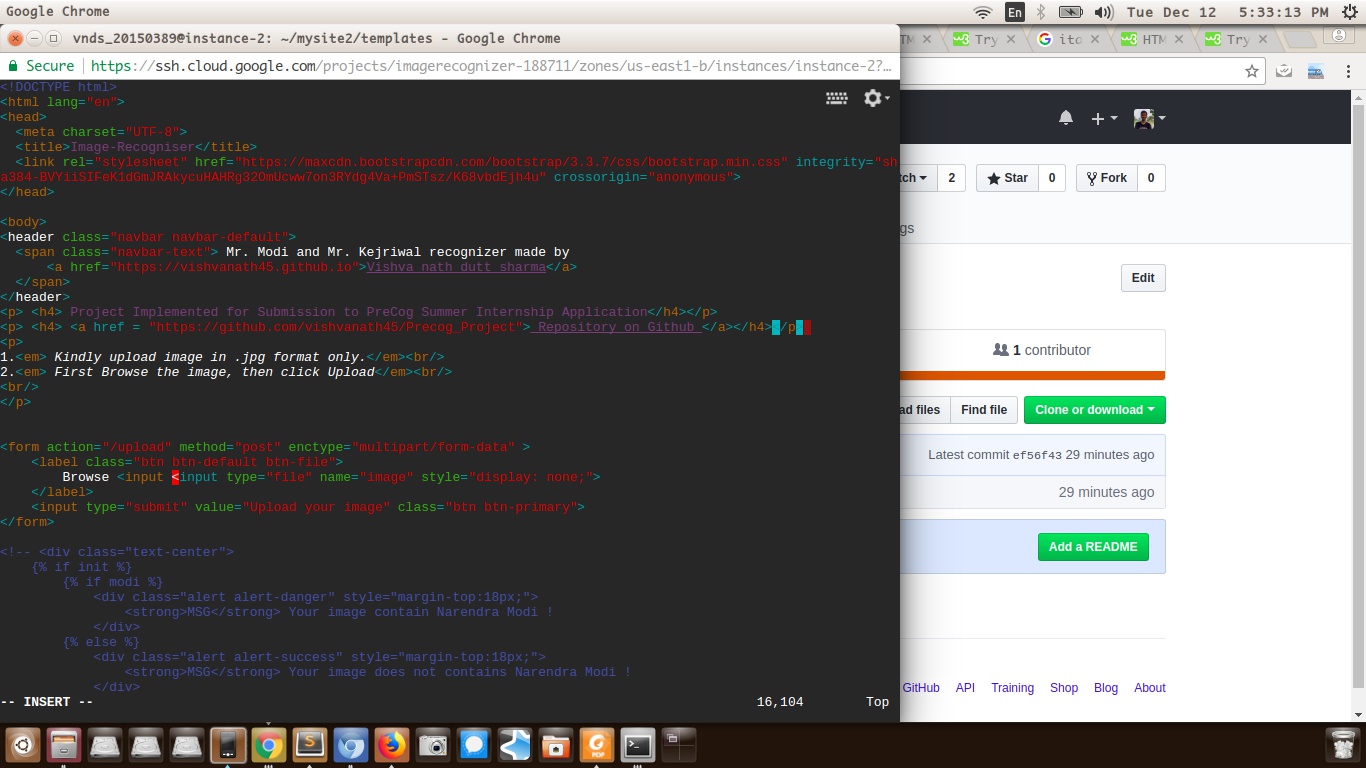 Google Chrome
En
Tue Dec 12 5:33:13 PM
vnds_20150389@instance-2: ~/mysite2/templates - Google Chrome
Try
ita
HTM
Try
Secure
https://ssh.cloud.google.com/projects/imagerecognizer-188711/zones/us-east1-b/instances/instance-2?…
<!DOCTYPE html>
<html lang="en">
<head>
  <meta charset="UTF-8">
  <title>Image-Recogniser</title>
  <link rel="stylesheet" href="https://maxcdn.bootstrapcdn.com/bootstrap/3.3.7/css/bootstrap.min.css" integrity="sh
a384-BVYiiSIFeK1dGmJRAkycuHAHRg32OmUcww7on3RYdg4Va+PmSTsz/K68vbdEjh4u" crossorigin="anonymous">
</head>
<body>
<header class="navbar navbar-default">
  <span class="navbar-text"> Mr. Modi and Mr. Kejriwal recognizer made by
      <a href="https://vishvanath45.github.io">Vishva nath dutt sharma</a>
  </span>
</header>
<p> <h4> Project Implemented for Submission to PreCog Summer Internship Application</h4></p>
<p> <h4> <a href = "https://github.com/vishvanath45/Precog_Project"> Repository on Github </a></h4></p>
<p>
1.<em> Kindly upload image in .jpg format only.</em><br/>
2.<em> First Browse the image, then click Upload</em><br/>
<br/>
</p>
<form action="/upload" method="post" enctype="multipart/form-data" >
    <label class="btn btn-default btn-file">
        Browse <input <input type="file" name="image" style="display: none;">
    </label>
    <input type="submit" value="Upload your image" class="btn btn-primary">
</form>
<!-- <div class="text-center">
    {% if init %}
        {% if modi %}
            <div class="alert alert-danger" style="margin-top:18px;">
                <strong>MSG</strong> Your image contain Narendra Modi !
            </div>
        {% else %}
            <div class="alert alert-success" style="margin-top:18px;">
                <strong>MSG</strong> Your image does not contains Narendra Modi !
            </div>
-- INSERT --
16,104
Top
tch
2
Star
0
Fork
0
gs
Edit
1 contributor
ad files
Find file
Clone or download
Latest commit ef56f43 29 minutes ago
29 minutes ago
Add a README
GitHub
API
Training
Shop
Blog
About